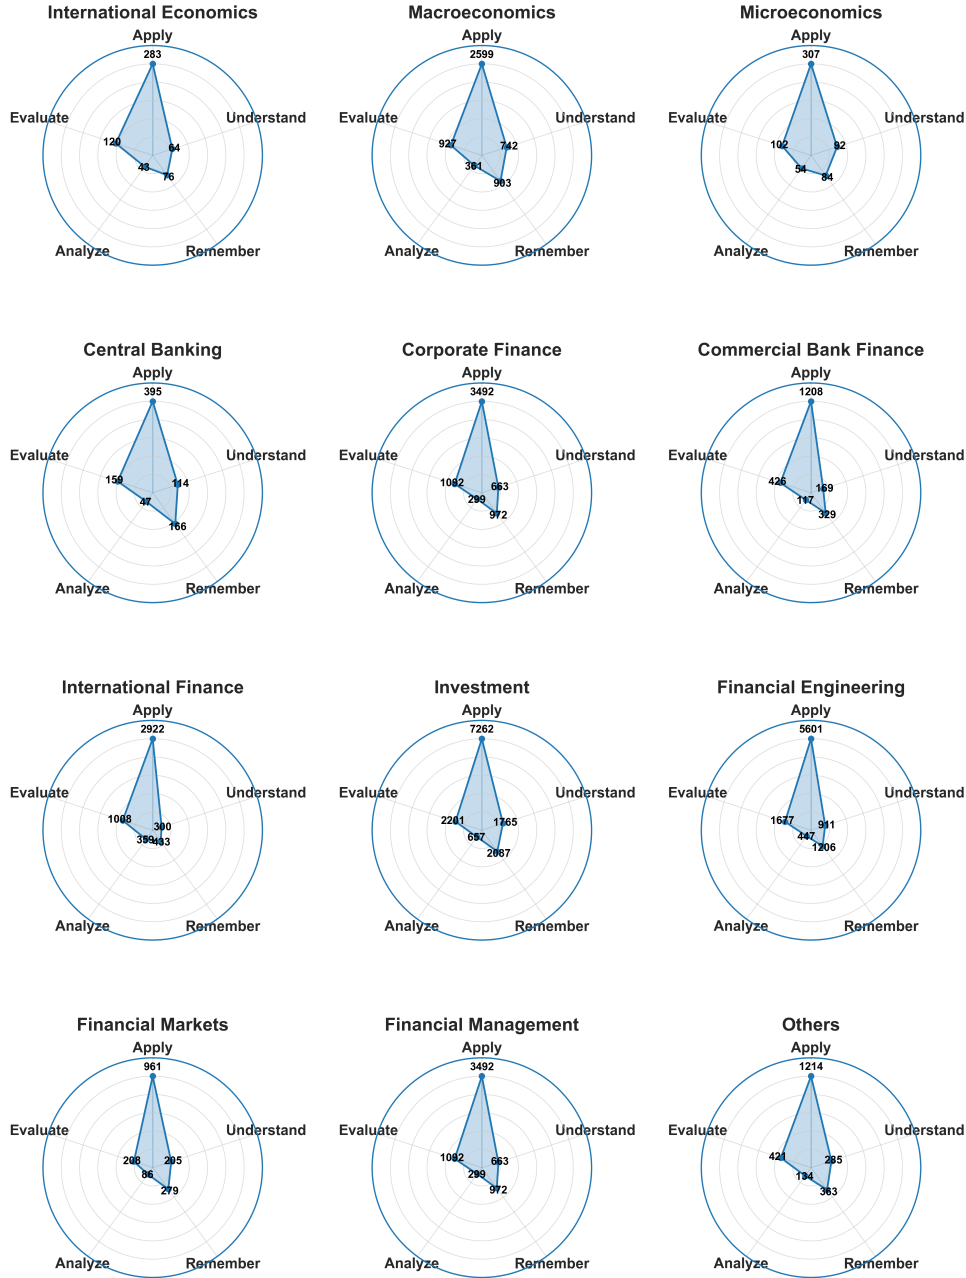 International Economics
Apply
283
Evaluate
Understand
120
64
43
76
Analyze
Remember
Macroeconomics
Apply
2599
Evaluate
Understand
927
742
361
903
Analyze
Remember
Microeconomics
Apply
307
Evaluate
Understand
102
92
54
84
Analyze
Remember
Central Banking
Apply
395
Evaluate
Understand
159
114
47
166
Analyze
Remember
Corporate Finance
Apply
3492
Evaluate
Understand
1092
663
299
972
Analyze
Remember
Commercial Bank Finance
Apply
1208
Evaluate
Understand
426
169
117
329
Analyze
Remember
International Finance
Apply
2922
Evaluate
Understand
1008
300
359
433
Analyze
Remember
Investment
Apply
7262
Evaluate
Understand
2201
1765
657
2087
Analyze
Remember
Financial Engineering
Apply
5601
Evaluate
Understand
1677
911
447
1206
Analyze
Remember
Financial Markets
Apply
961
Evaluate
Understand
208
205
86
279
Analyze
Remember
Financial Management
Apply
3492
Evaluate
Understand
1092
663
299
972
Analyze
Remember
Others
Apply
1214
Evaluate
Understand
421
285
134
363
Analyze
Remember